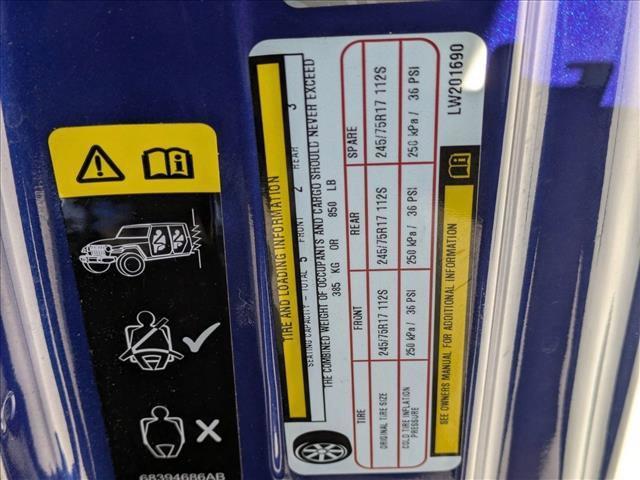 TIRE AND LOADING INFORMATION
SEATING CAPACITY - TOTAL 5 FRONT 2 REAR 3
THE COMBINED WEIGHT OF OCCUPANTS AND CARGO SHOULD NEVER EXCEED
385 KG OR 850 LB
TIRE FRONT REAR SPARE
ORIGINAL TIRE SIZE 245/75R17 112S 245/75R17 112S 245/75R17 112S
COLD TIRE INFLATION
PRESSURE 250 kPa / 36 PSI 250 kPa / 36 PSI 250 kPa / 36 PSI
SEE OWNERS MANUAL FOR ADDITIONAL INFORMATION
LW201690
68394686AB